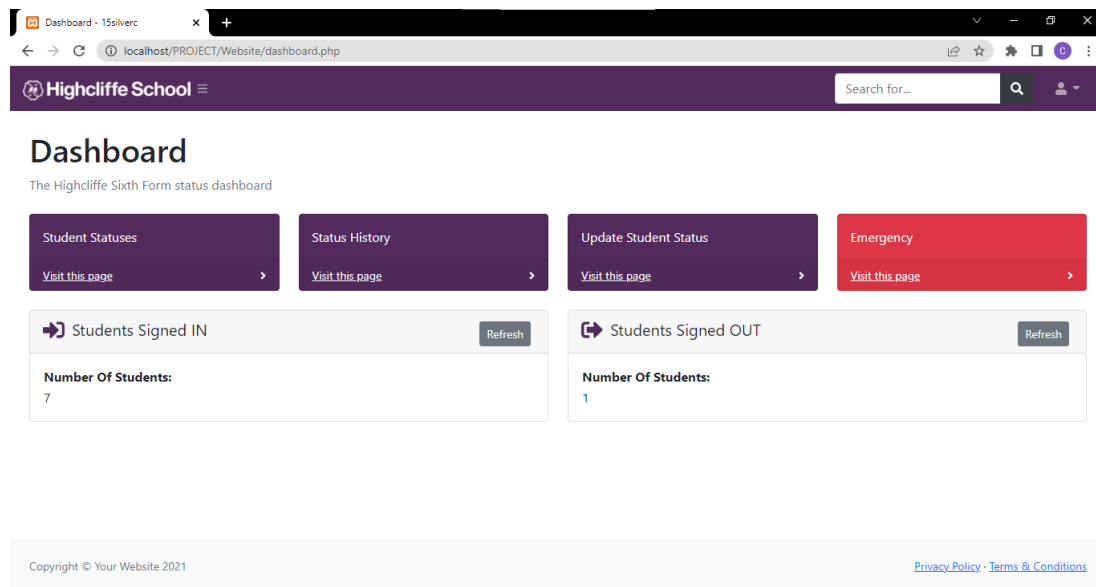 Dashboard - 15silverc
localhost/PROJECT/Website/dashboard.php
C
Highcliffe School
Search for...
Dashboard
The Highcliffe Sixth Form status dashboard
Student Statuses
Visit this page
Status History
Visit this page
Update Student Status
Visit this page
Emergency
Visit this page
Students Signed IN
Refresh
Number Of Students:
7
Students Signed OUT
Refresh
Number Of Students:
1
Copyright © Your Website 2021
Privacy Policy · Terms & Conditions